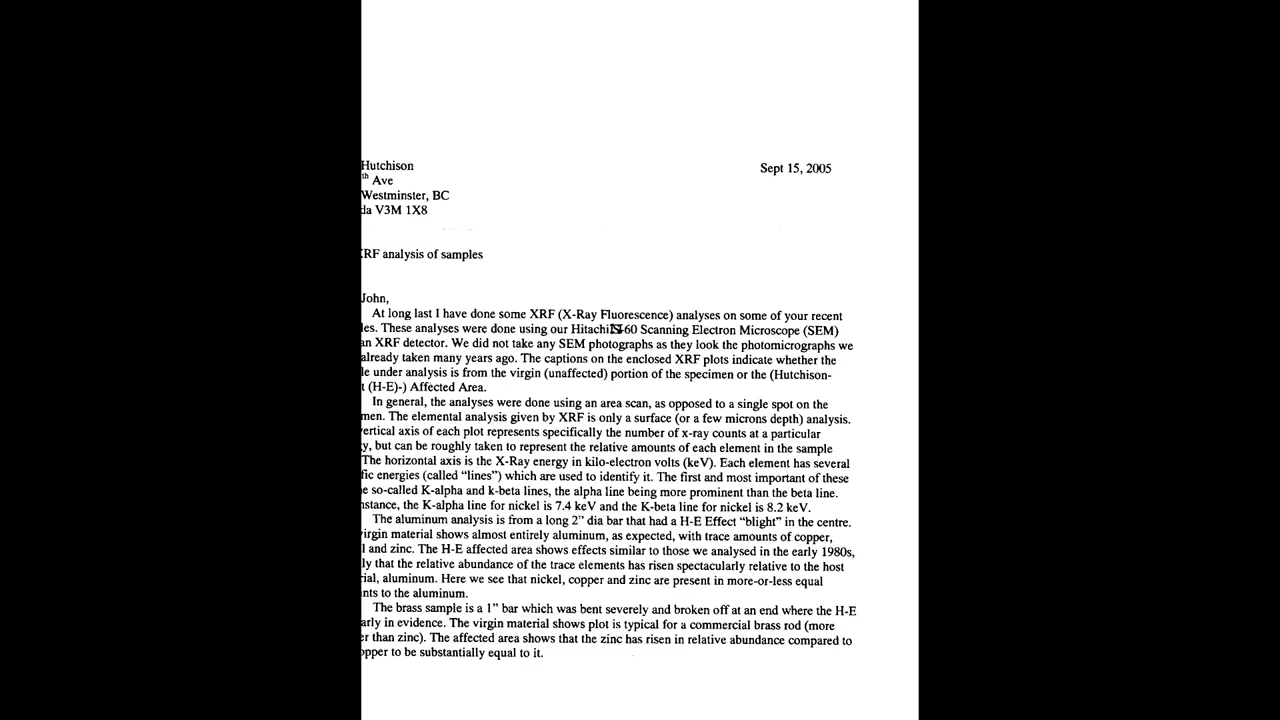 Hutchison
Sept 15, 2005
th Ave
Westminster, BC
da V3M 1X8
RF analysis of samples
John,
At long last I have done some XRF (X-Ray Fluorescence) analyses on some of your recent
les. These analyses were done using our Hitachi 60 Scanning Electron Microscope (SEM)
an XRF detector. We did not take any SEM photographs as they look the photomicrographs we
already taken many years ago. The captions on the enclosed XRF plots indicate whether the
le under analysis is from the virgin (unaffected) portion of the specimen or the (Hutchison-
t (H-E)-) Affected Area.
In general, the analyses were done using an area scan, as opposed to a single spot on the
men. The elemental analysis given by XRF is only a surface (or a few microns depth) analysis.
vertical axis of each plot represents specifically the number of x-ray counts at a particular
y, but can be roughly taken to represent the relative amounts of each element in the sample
The horizontal axis is the X-Ray energy in kilo-electron volts (keV). Each element has several
fic energies (called “lines”) which are used to identify it. The first and most important of these
e so-called K-alpha and k-beta lines, the alpha line being more prominent than the beta line.
nstance, the K-alpha line for nickel is 7.4 keV and the K-beta line for nickel is 8.2 keV.
The aluminum analysis is from a long 2” dia bar that had a H-E Effect “blight” in the centre.
virgin material shows almost entirely aluminum, as expected, with trace amounts of copper,
l and zinc. The H-E affected area shows effects similar to those we analysed in the early 1980s,
ly that the relative abundance of the trace elements has risen spectacularly relative to the host
rial, aluminum. Here we see that nickel, copper and zinc are present in more-or-less equal
nts to the aluminum.
The brass sample is a 1” bar which was bent severely and broken off at an end where the H-E
arly in evidence. The virgin material shows plot is typical for a commercial brass rod (more
er than zinc). The affected area shows that the zinc has risen in relative abundance compared to
opper to be substantially equal to it.